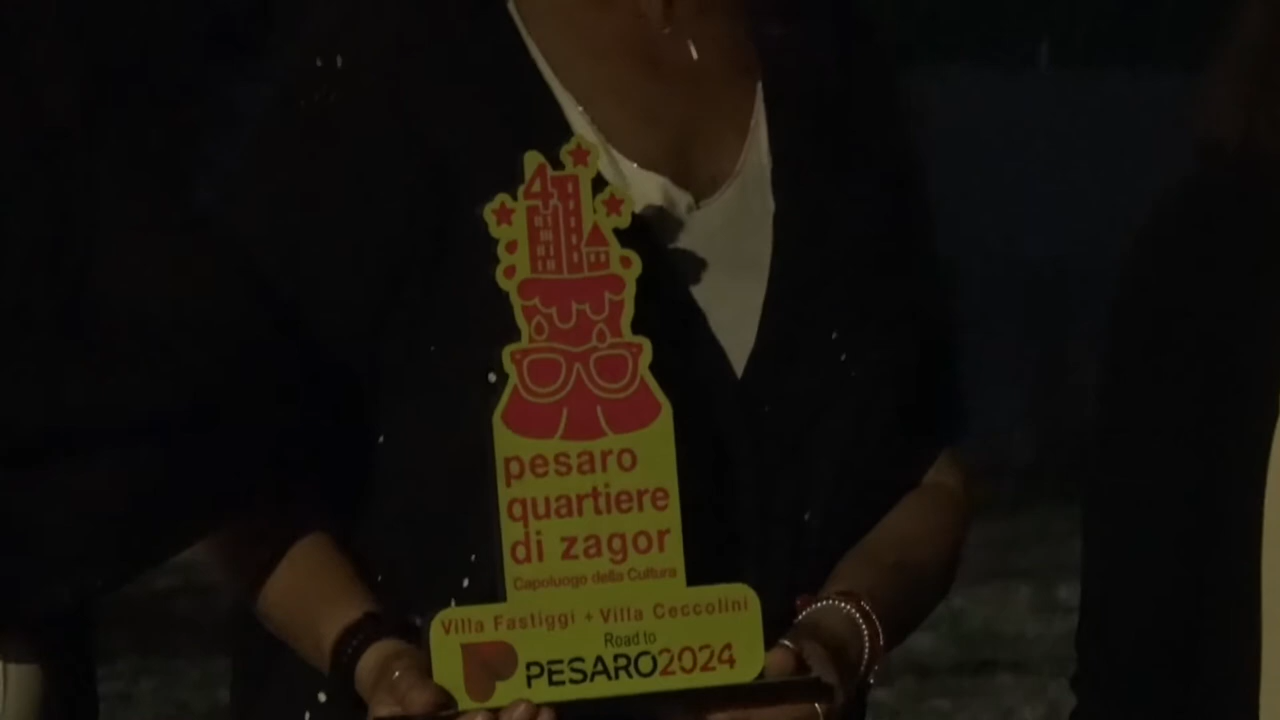 4
pesaro
quartiere
di zagor
Capoluogo della Cultura
Villa Fastiggi + Villa Ceccolini
Road to
PESARO2024